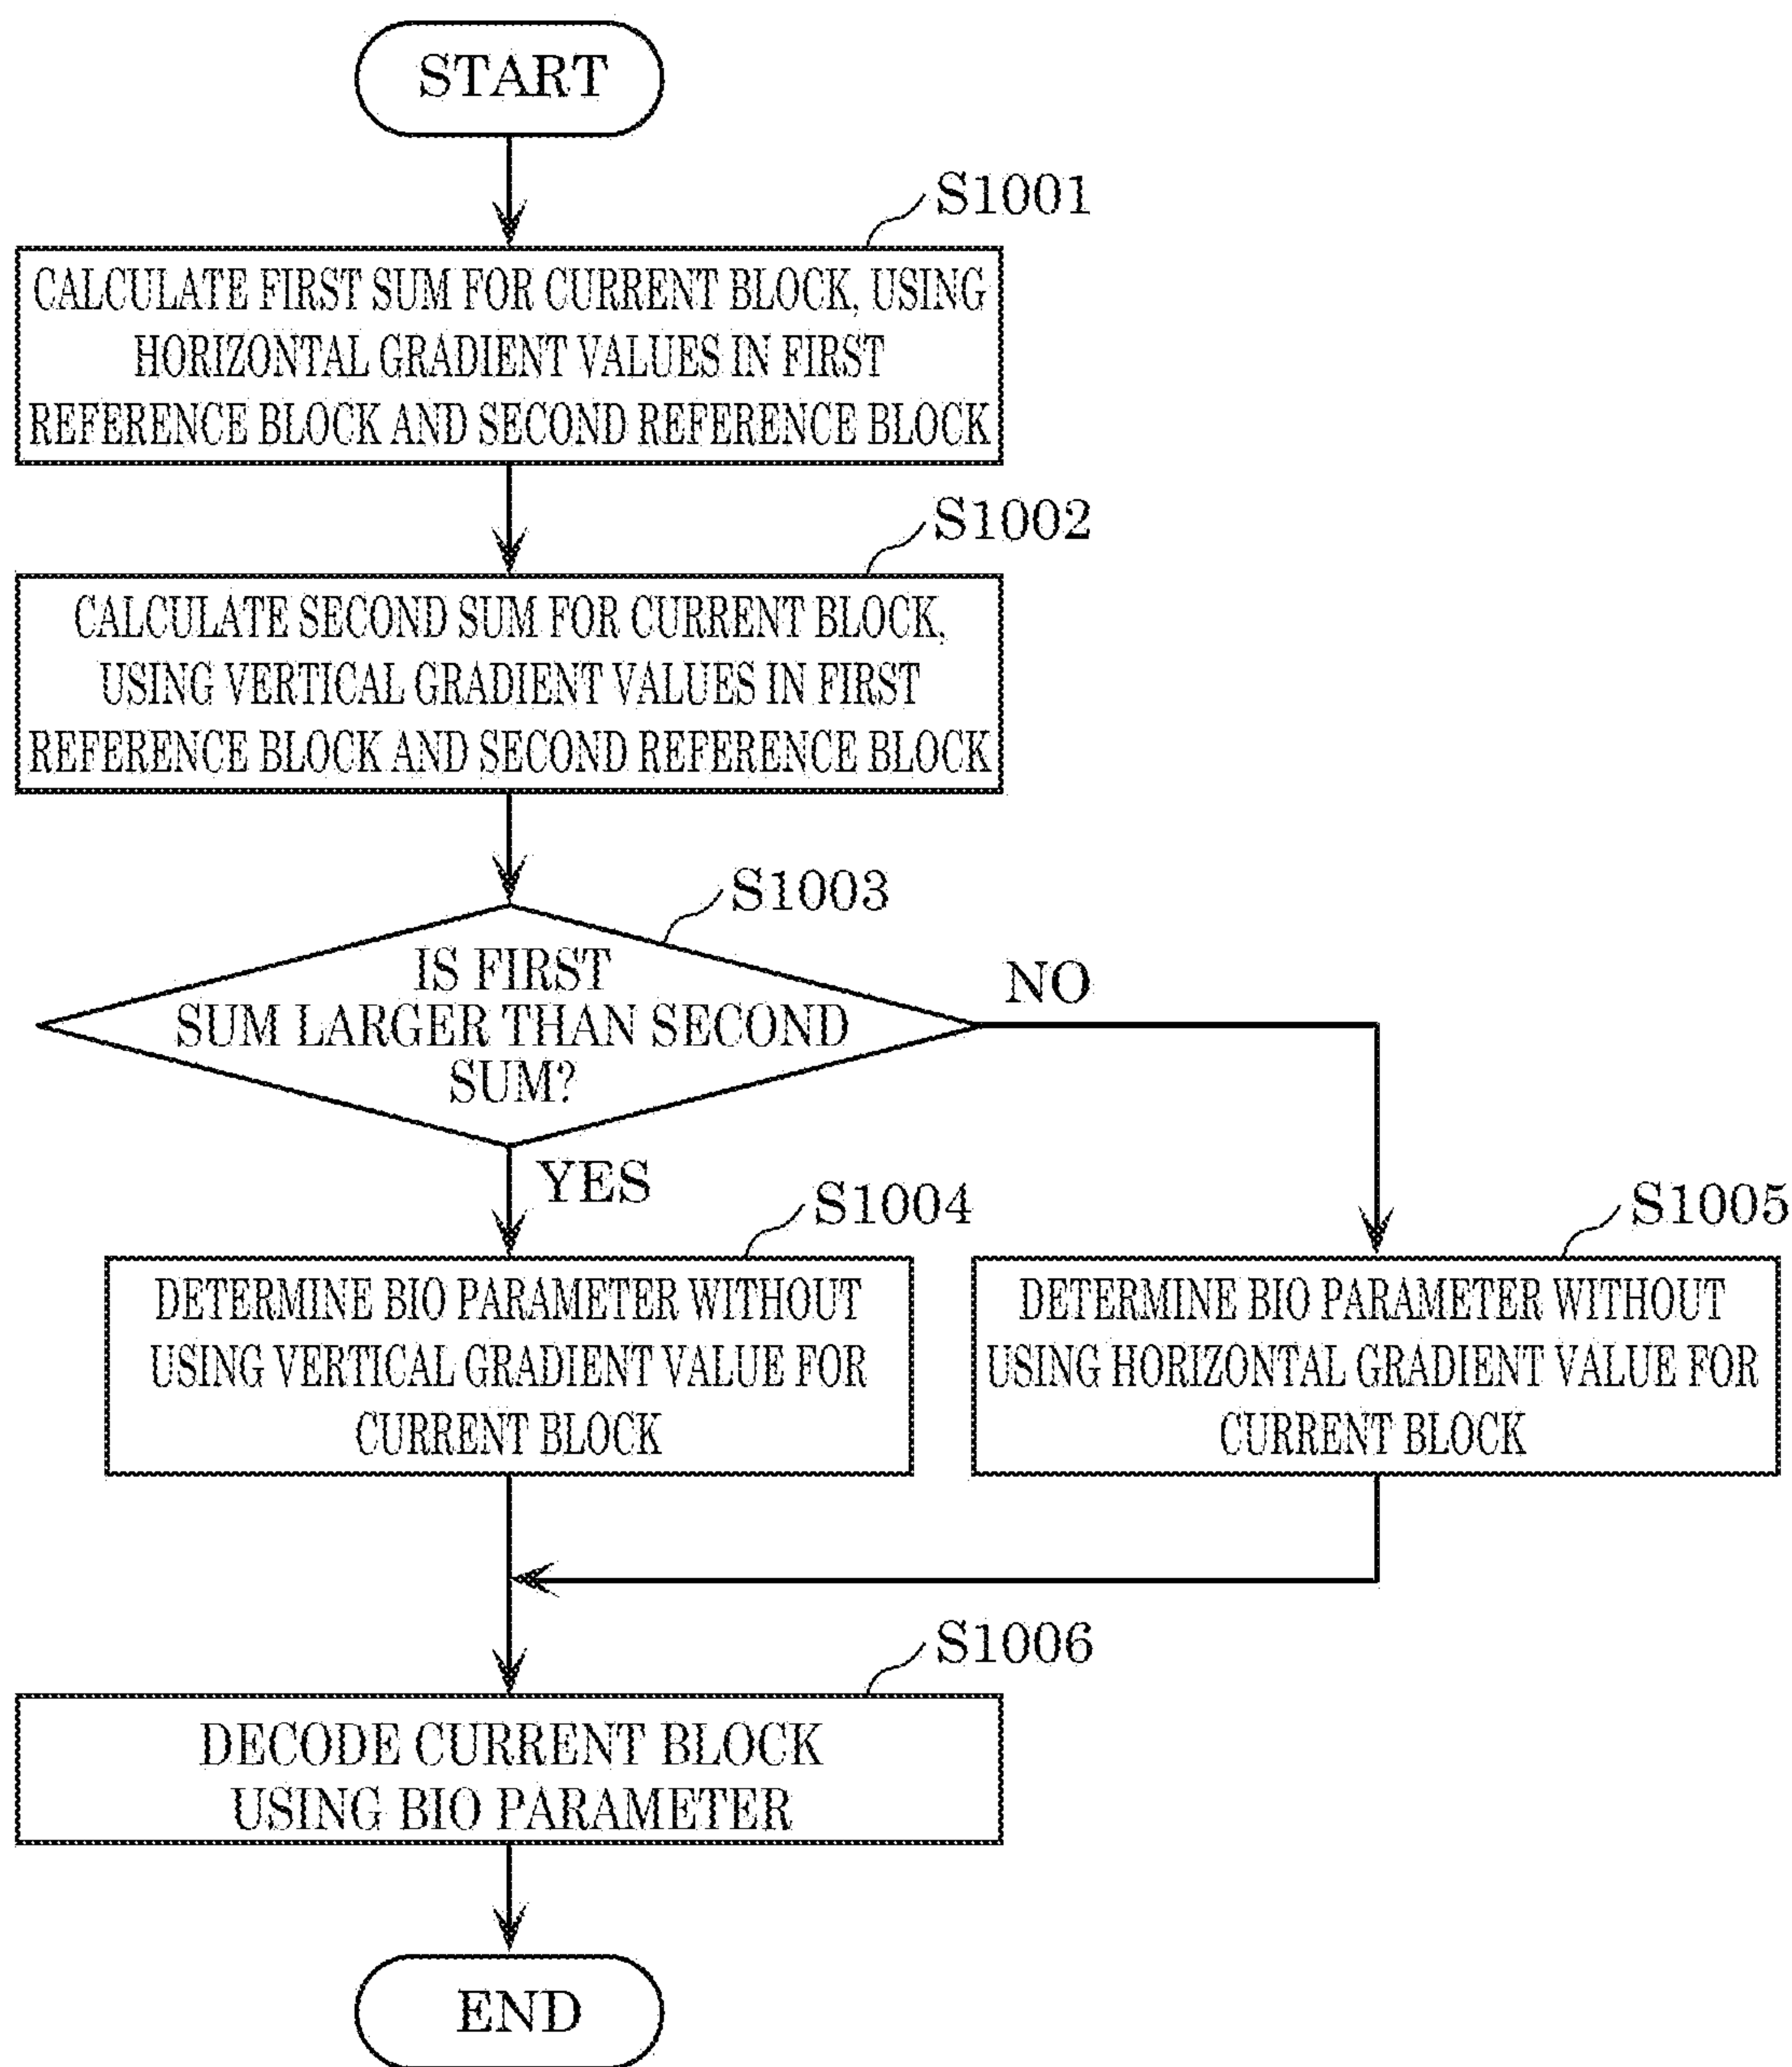 START
S1001
CALCULATE FIRST SUM FOR CURRENT BLOCK, USING
HORIZONTAL GRADIENT VALUES IN FIRST
REFERENCE BLOCK AND SECOND REFERENCE BLOCK
S1002
CALCULATE SECOND SUM FOR CURRENT BLOCK,
USING VERTICAL GRADIENT VALUES IN FIRST
REFERENCE BLOCK AND SECOND REFERENCE BLOCK
S1003
IS FIRST
SUM LARGER THAN SECOND
SUM?
NO
YES
S1004
DETERMINE BIO PARAMETER WITHOUT
USING VERTICAL GRADIENT VALUE FOR
CURRENT BLOCK
S1005
DETERMINE BIO PARAMETER WITHOUT
USING HORIZONTAL GRADIENT VALUE FOR
CURRENT BLOCK
S1006
DECODE CURRENT BLOCK
USING BIO PARAMETER
END